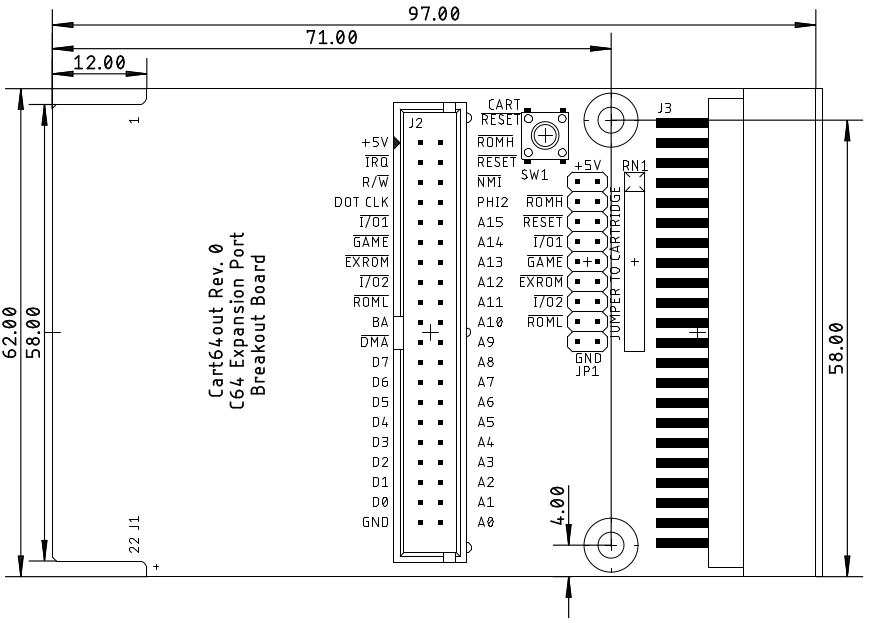 97.00
71.00
12.00
CART
RESET
SW1
J3
1
J2
+5V
ROMH
IRQ
RESET
R/W
NMI
DOT CLK
PHI2
I/O1
A15
GAME
A14
EXROM
A13
I/O2
A12
ROML
A11
BA
A10
DMA
A9
D7
A8
D6
A7
D5
A6
D4
A5
D3
A4
D2
A3
D1
A2
D0
A1
GND
A0
+5V
RN1
ROMH
RESET
I/O1
GAME
EXROM
I/O2
ROML
GND
JP1
JUMPER TO CARTRIDGE
Cart64out Rev. 0
C64 Expansion Port
Breakout Board
62.00
58.00
58.00
4.00
22 J1
+